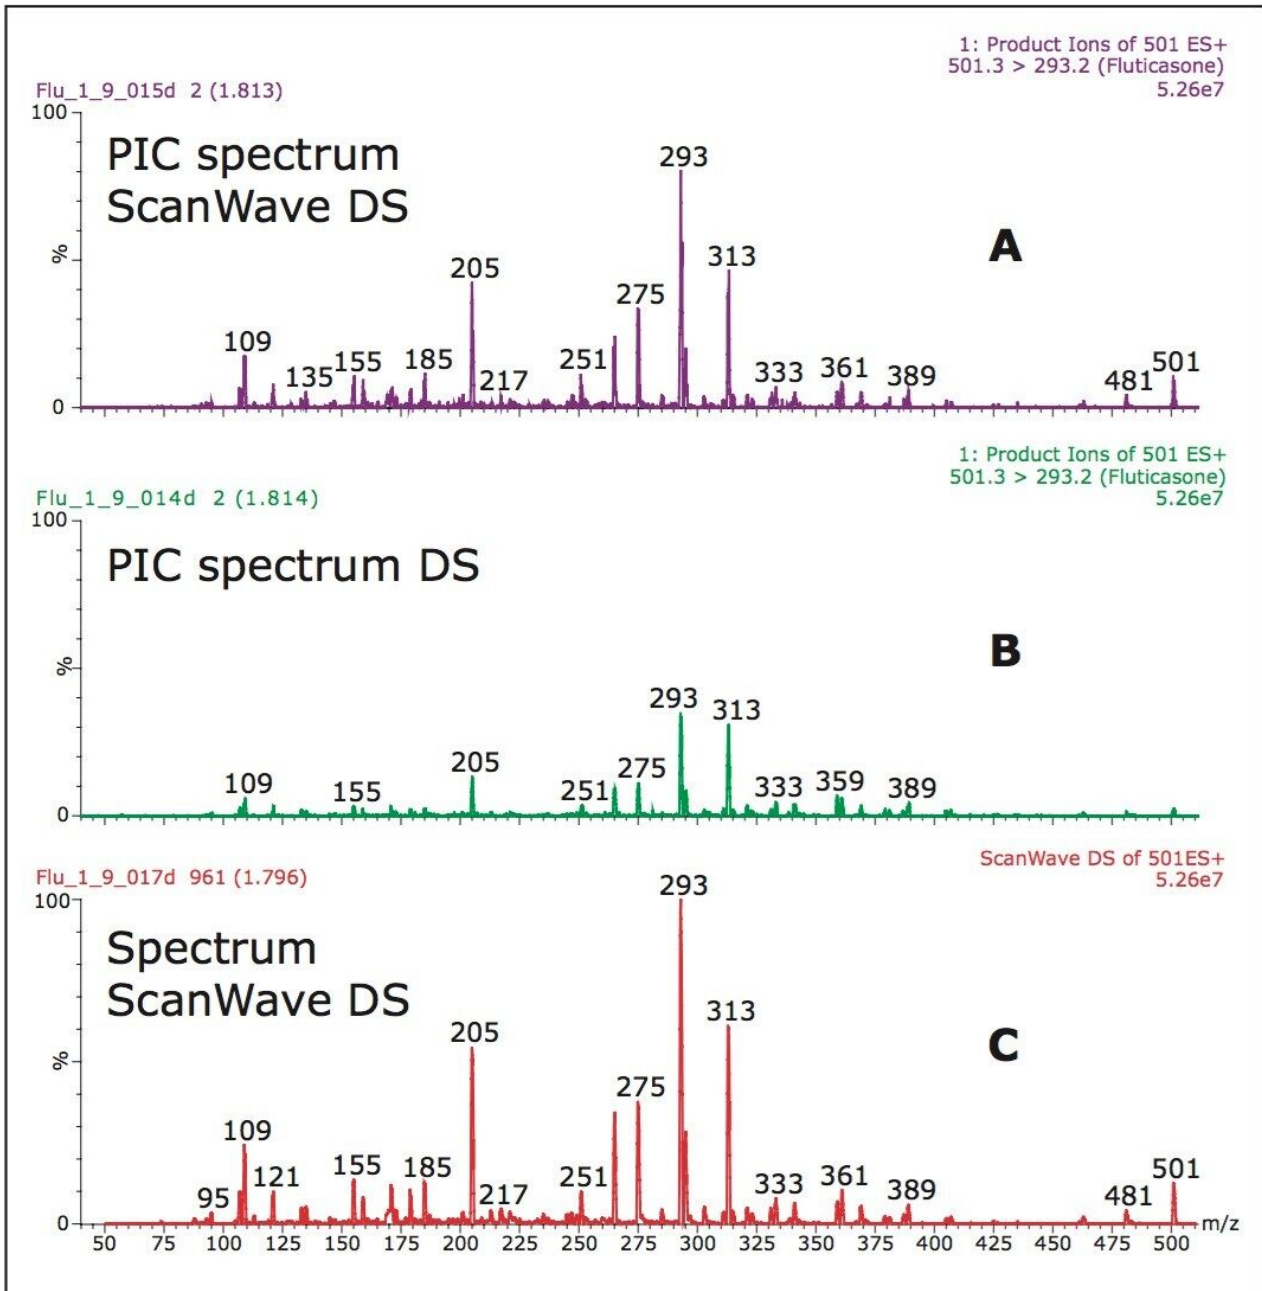 1: Product Ions of 501 ES+
501.3 > 293.2 (Fluticasone)
Flu_1_9_015d 2 (1.813)
5.26e7
100
PIC spectrum
ScanWave DS
A
%
0
109
135
155
185
205
217
251
275
293
313
333
361
389
481
501
1: Product Ions of 501 ES+
501.3 > 293.2 (Fluticasone)
Flu_1_9_014d 2 (1.814)
5.26e7
100
PIC spectrum DS
B
%
0
109
155
205
251
275
293
313
333
359
389
ScanWave DS of 501ES+
Flu_1_9_017d 961 (1.796)
5.26e7
100
Spectrum
ScanWave DS
C
%
0
95
109
121
155
185
205
217
251
275
293
313
333
361
389
481
501
m/z
50 75 100 125 150 175 200 225 250 275 300 325 350 375 400 425 450 475 500